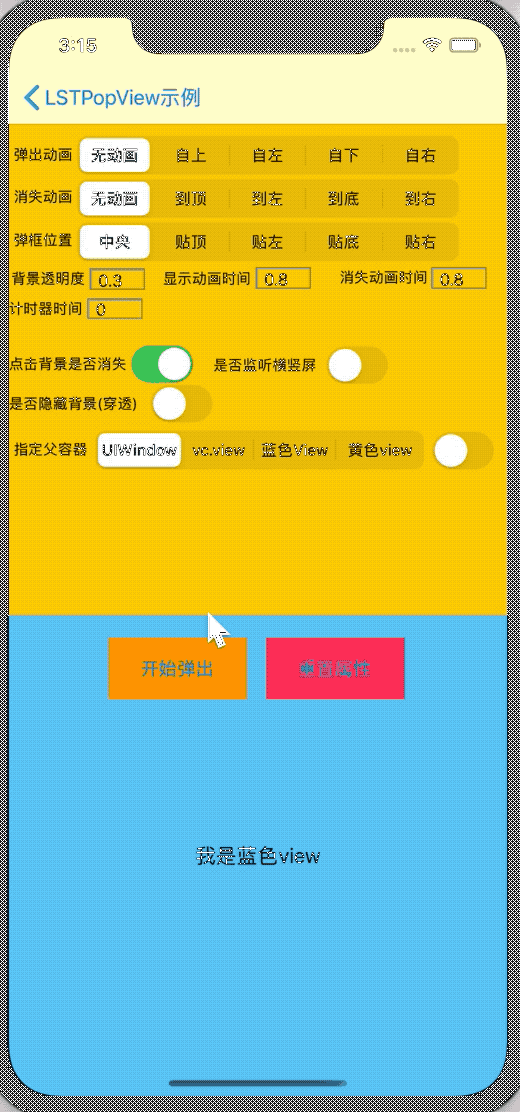 3:15
LSTPopView示例
弹出动画 无动画 自上 自左 自下 自右
消失动画 无动画 到顶 到左 到底 到右
弹框位置 中央 贴顶 贴左 贴底 贴右
背景透明度 0.3 显示动画时间 0.8 消失动画时间 0.8
计时器时间 0
点击背景是否消失 是否监听横竖屏
是否隐藏背景(穿透)
指定父容器 UIWindow vc.view 蓝色View 黄色view
开始弹出 重置属性
我是蓝色view